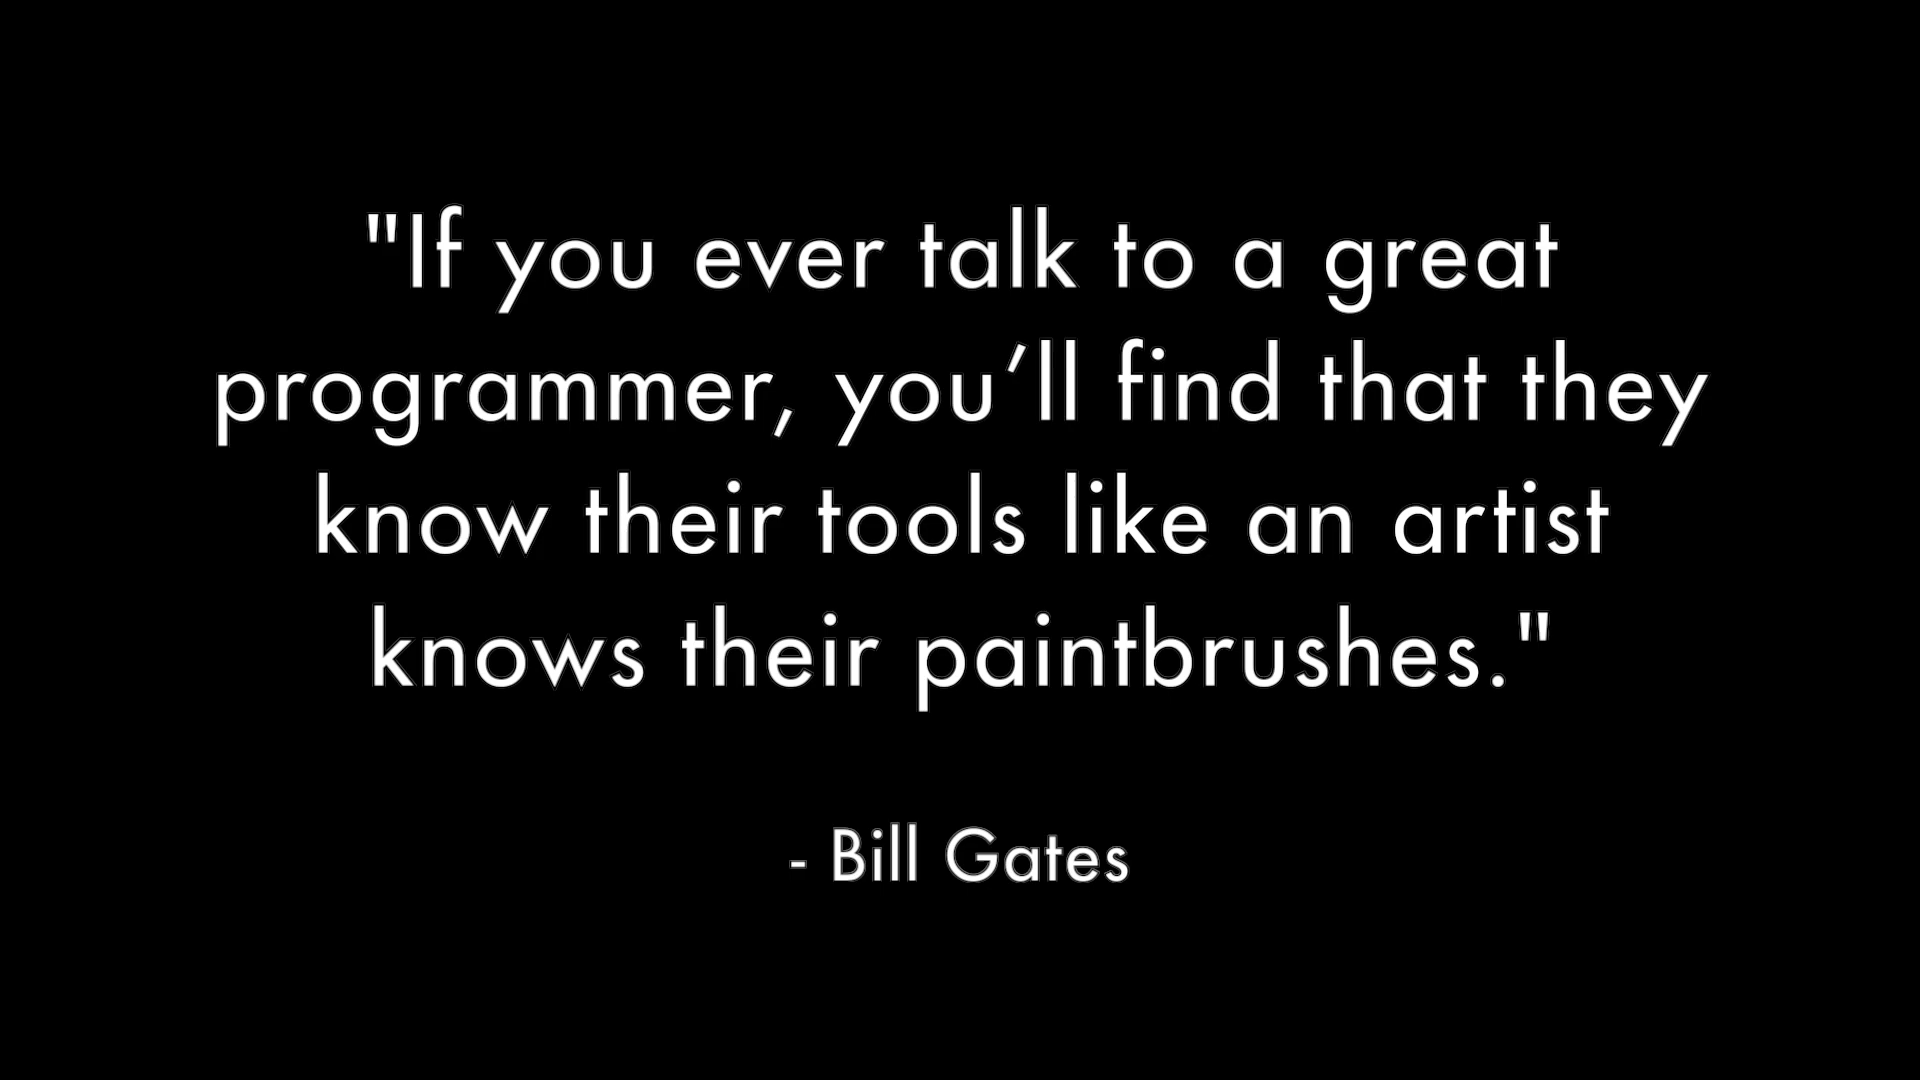 "If you ever talk to a great
programmer, you’ll find that they
know their tools like an artist
knows their paintbrushes."
- Bill Gates